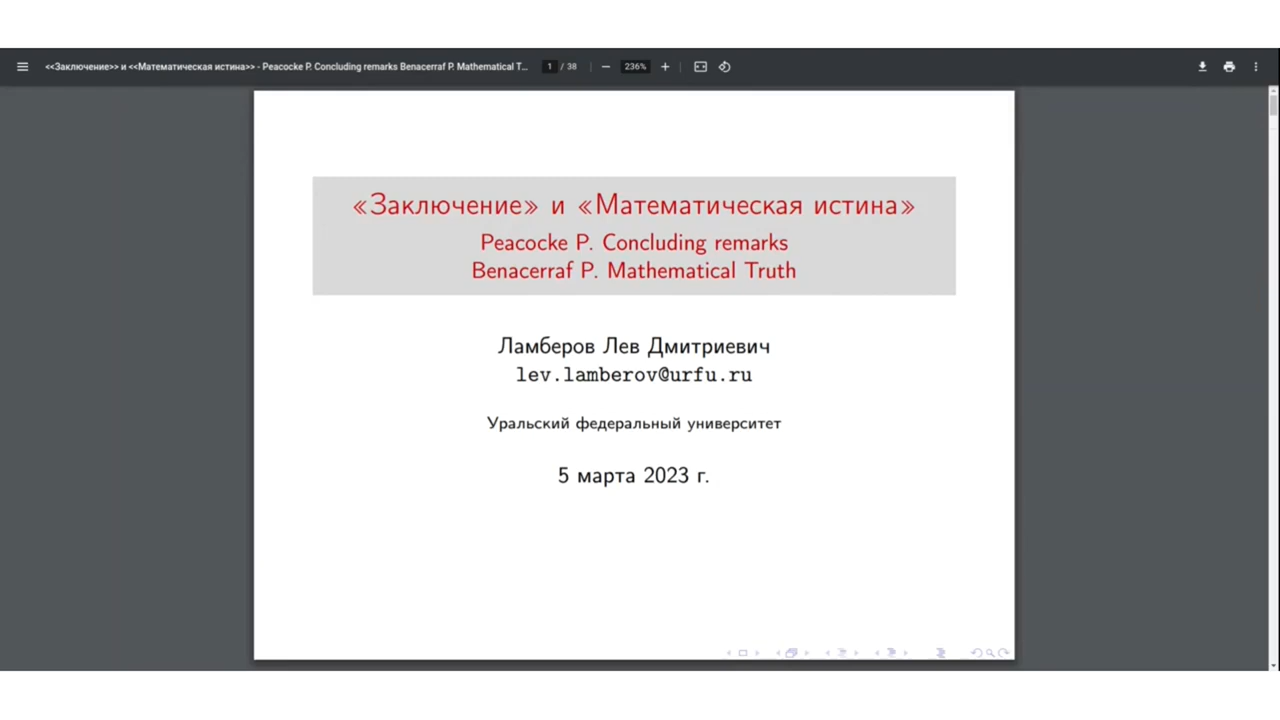 <<Заключение>> и <<Математическая истина>> - Peacocke P. Concluding remarks Benacerraf P. Mathematical T... 1 / 38 236%
«Заключение» и «Математическая истина»
Peacocke P. Concluding remarks
Benacerraf P. Mathematical Truth
Ламберов Лев Дмитриевич
lev.lamberov@urfu.ru
Уральский федеральный университет
5 марта 2023 г.